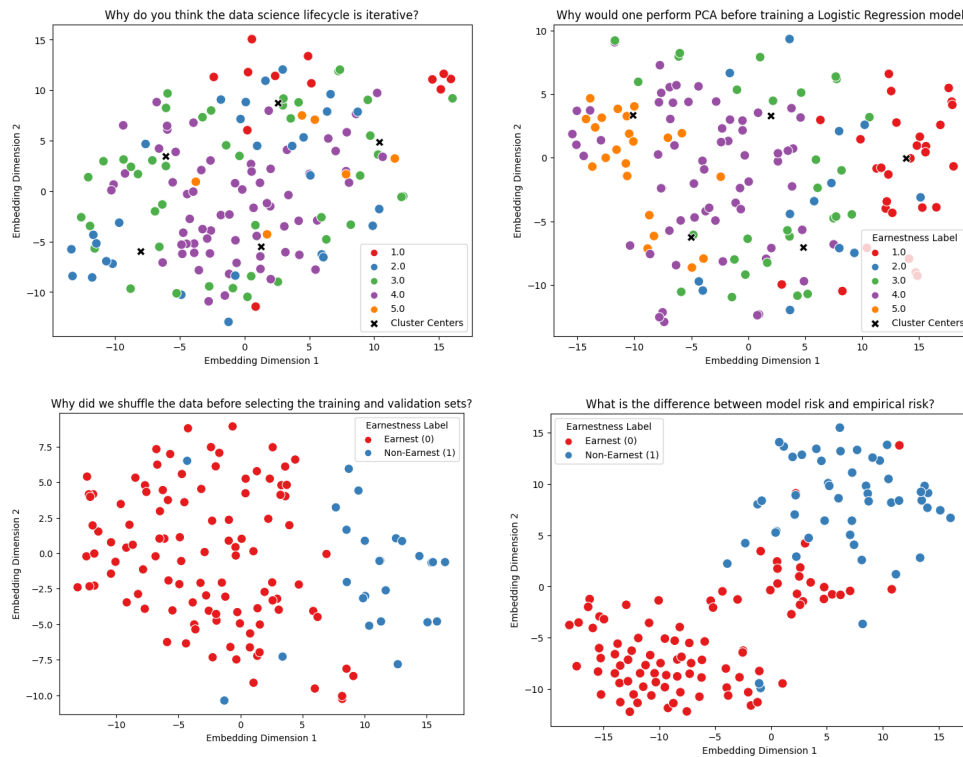 Why do you think the data science lifecycle is iterative?
15
10
5
0
−5
−10
Embedding Dimension 2
−10
−5
0
5
10
15
Embedding Dimension 1
1.0
2.0
3.0
4.0
5.0
Cluster Centers
Why would one perform PCA before training a Logistic Regression model
10
5
0
−5
−10
Embedding Dimension 2
−15
−10
−5
0
5
10
15
Embedding Dimension 1
Earnestness Label
1.0
2.0
3.0
4.0
5.0
Cluster Centers
Why did we shuffle the data before selecting the training and validation sets?
7.5
5.0
2.5
0.0
−2.5
−5.0
−7.5
−10.0
Embedding Dimension 2
−10
−5
0
5
10
15
Embedding Dimension 1
Earnestness Label
Earnest (0)
Non-Earnest (1)
What is the difference between model risk and empirical risk?
15
10
5
0
−5
−10
Embedding Dimension 2
−15
−10
−5
0
5
10
15
Embedding Dimension 1
Earnestness Label
Earnest (0)
Non-Earnest (1)